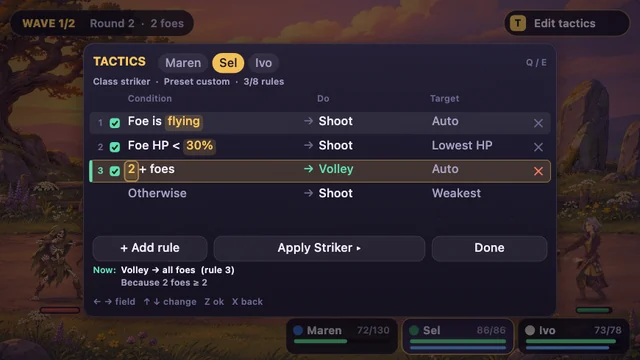 WAVE 1/2 Round 2 · 2 foes
T Edit tactics
TACTICS Maren Sel Ivo Q / E
Class striker · Preset custom · 3/8 rules
Condition Do Target
1 Foe is flying → Shoot Auto ×
2 Foe HP < 30% → Shoot Lowest HP ×
3 2 + foes → Volley Auto ×
Otherwise → Shoot Weakest
+ Add rule Apply Striker ▸ Done
Now: Volley → all foes (rule 3)
Because 2 foes ≥ 2
← → field ↑ ↓ change Z ok X back
Maren 72/130 Sel 86/86 Ivo 73/78